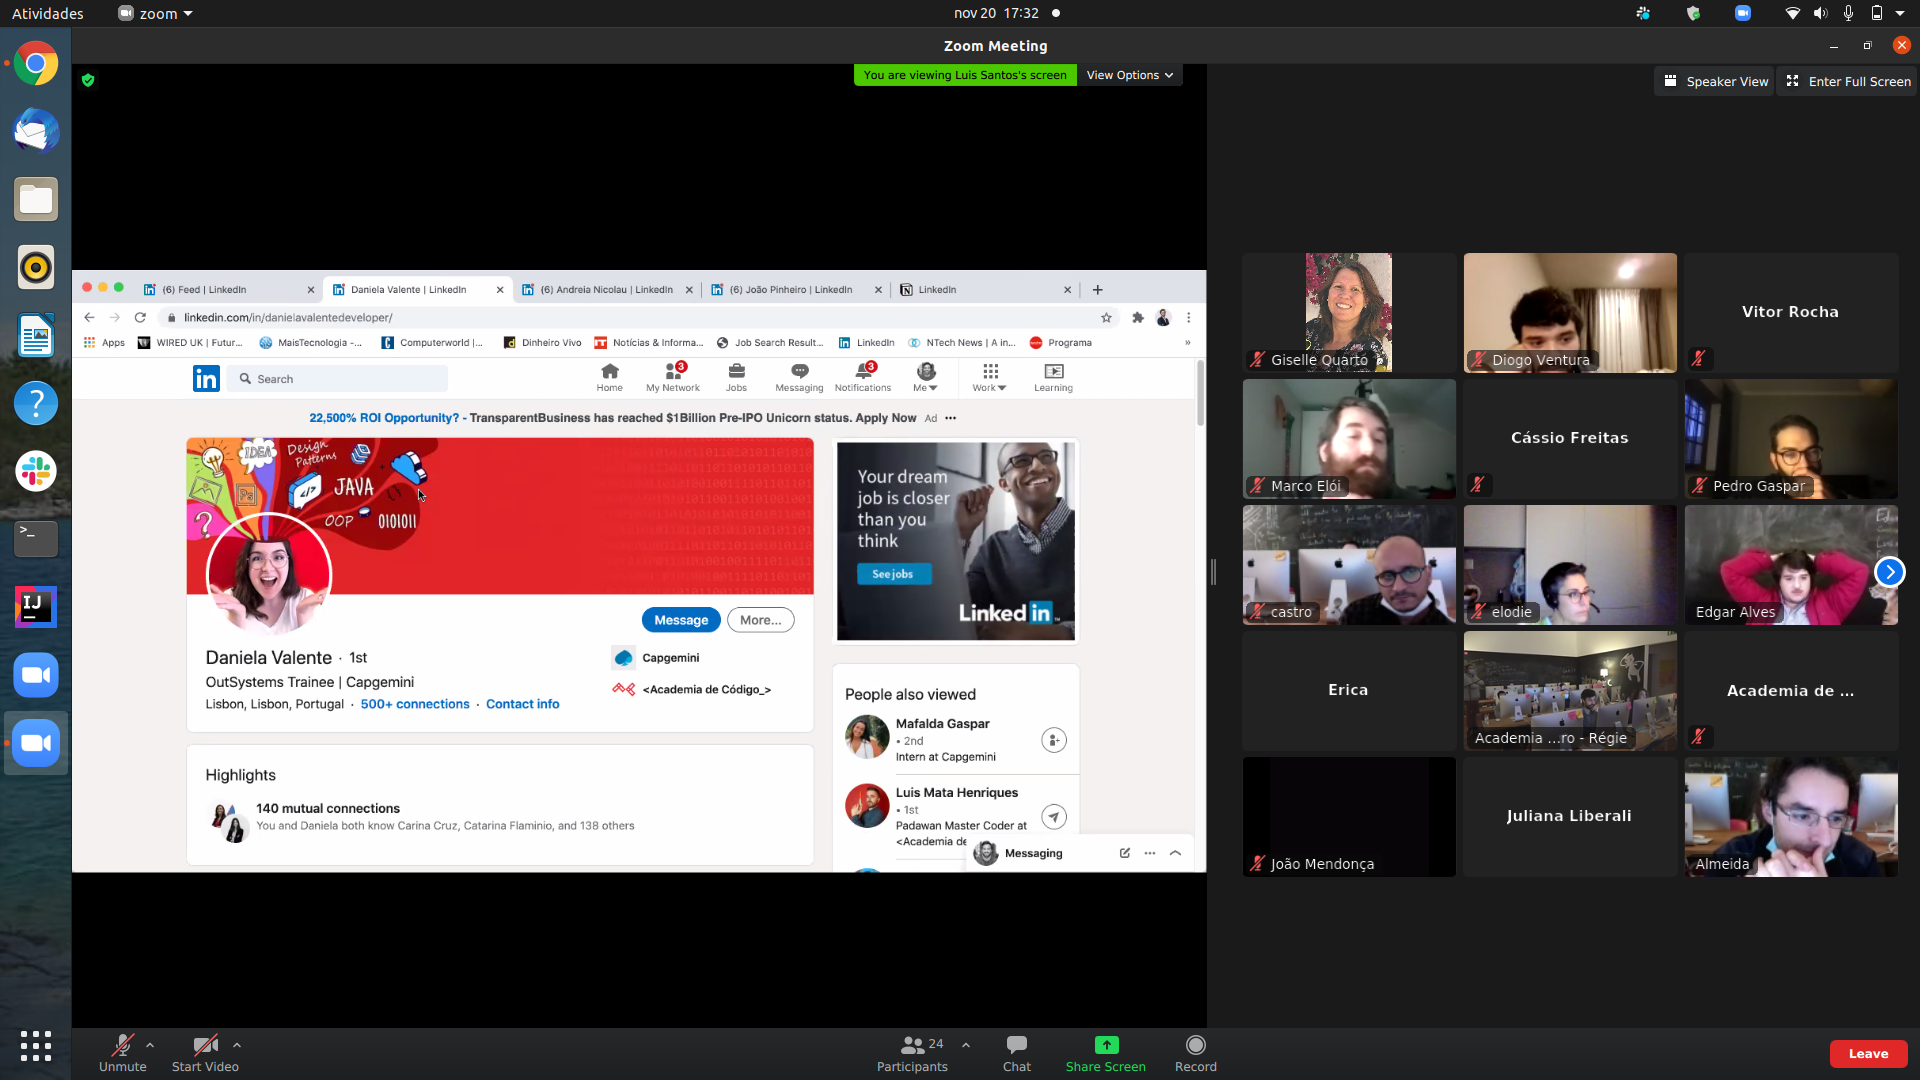 Atividades
zoom
nov 20 17:32
Zoom Meeting
You are viewing Luis Santos's screen
View Options
Speaker View
Enter Full Screen
(6) Feed | LinkedIn
Daniela Valente | LinkedIn
(6) Andreia Nicolau | LinkedIn
(6) João Pinheiro | LinkedIn
LinkedIn
linkedin.com/in/danielavalentedeveloper/
Apps
WIRED UK | Futur...
MaisTecnologia -...
Computerworld |...
Dinheiro Vivo
Notícias & Informa...
Job Search Result...
LinkedIn
NTech News | A in...
Programa
»
in
Search
Home
3
My Network
Jobs
Messaging
3
Notifications
Me
Work
Learning
22,500% ROI Opportunity? - TransparentBusiness has reached $1Billion Pre-IPO Unicorn status. Apply Now
Ad
IDEA
Design
Patterns
Ps
</>
JAVA
?
OOP
010101
Message
More...
Daniela Valente · 1st
OutSystems Trainee | Capgemini
Lisbon, Lisbon, Portugal · 500+ connections · Contact info
Capgemini
<Academia de Código_>
Highlights
140 mutual connections
You and Daniela both know Carina Cruz, Catarina Flaminio, and 138 others
Your dream
job is closer
than you
think
See jobs
Linked in
People also viewed
Mafalda Gaspar
• 2nd
Intern at Capgemini
Luis Mata Henriques
• 1st
Padawan Master Coder at
<Academia de
Messaging
Giselle Quarto
Diogo Ventura
Vitor Rocha
Marco Elói
Cássio Freitas
Pedro Gaspar
castro
elodie
Edgar Alves
Erica
Academia ...ro - Régie
Academia de ...
João Mendonça
Juliana Liberali
Almeida
?
>_
IJ
Unmute
Start Video
24
Participants
Chat
Share Screen
Record
Leave